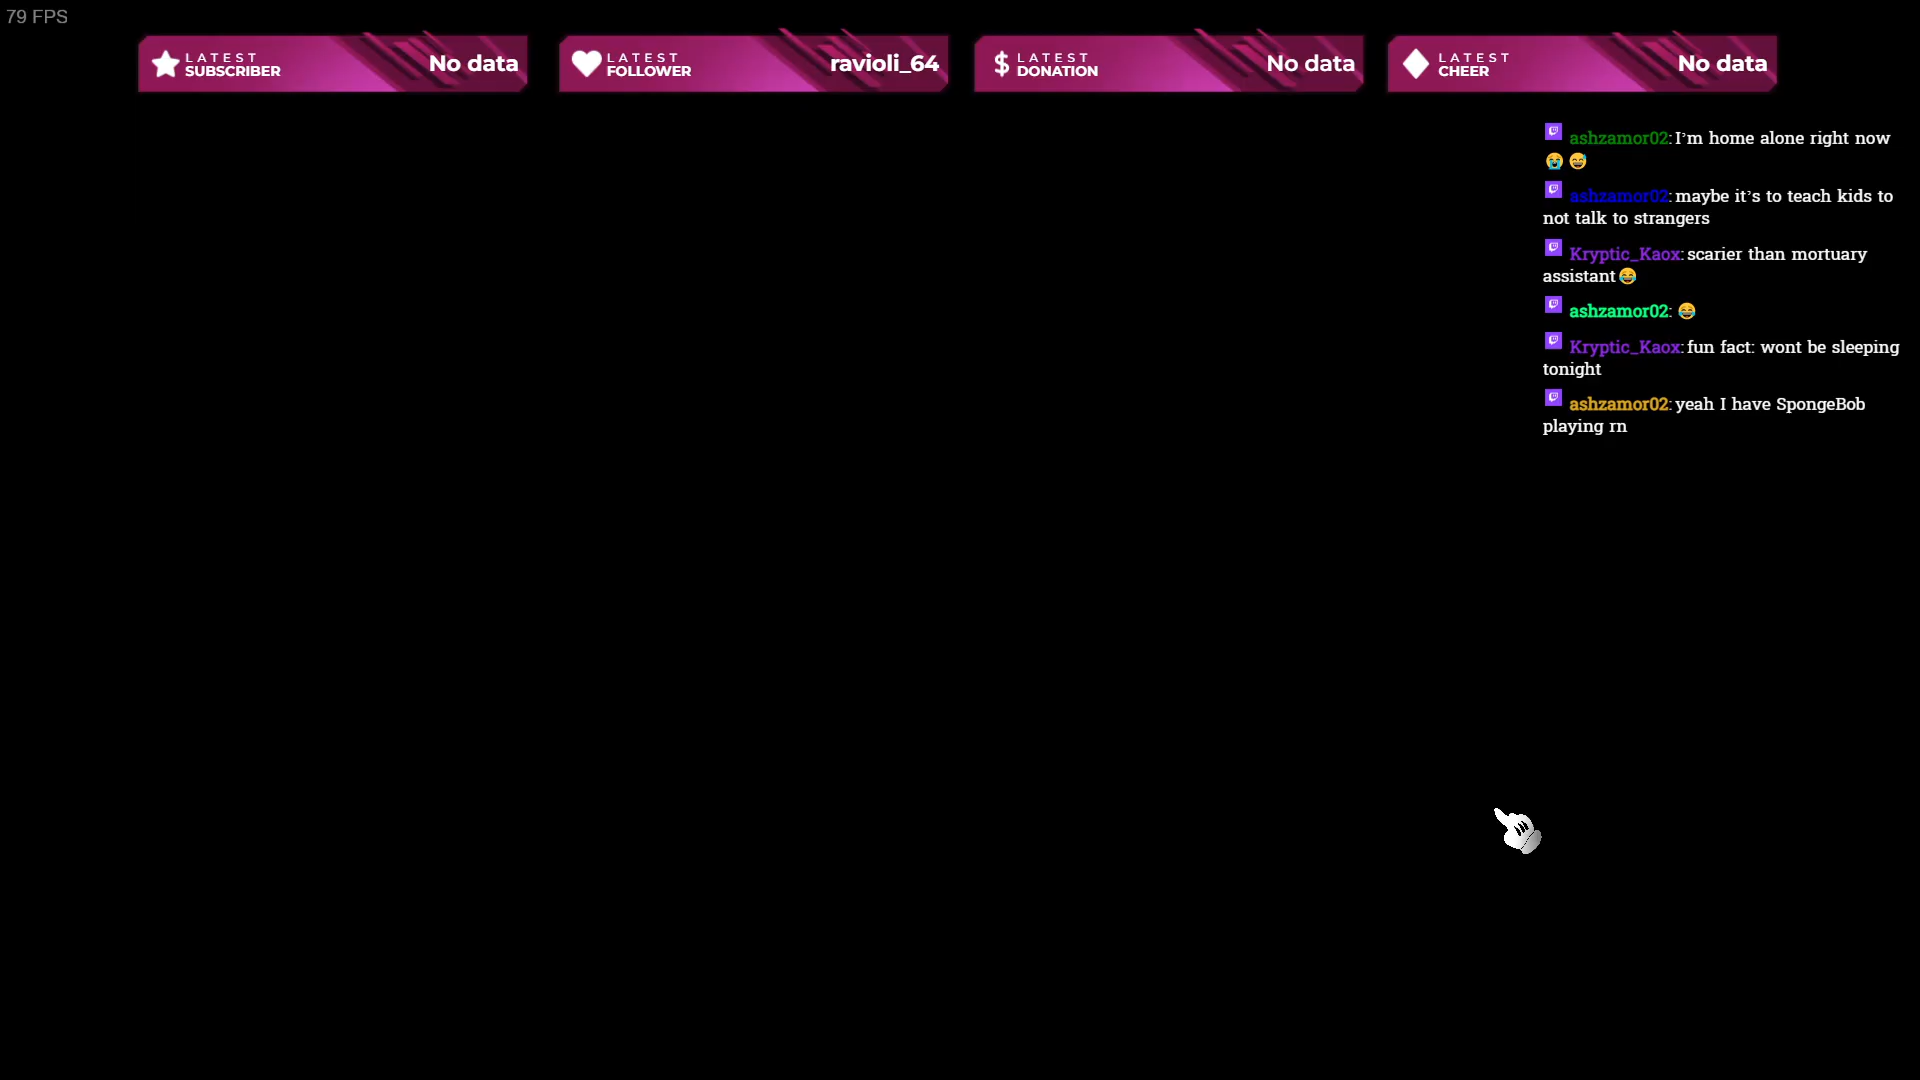 79 FPS
LATEST
SUBSCRIBER
No data
LATEST
FOLLOWER
ravioli_64
LATEST
DONATION
No data
LATEST
CHEER
No data
ashzamor02: I’m home alone right now
😭 😅
ashzamor02: maybe it’s to teach kids to
not talk to strangers
Kryptic_Kaox: scarier than mortuary
assistant 😂
ashzamor02: 😂
Kryptic_Kaox: fun fact: wont be sleeping
tonight
ashzamor02: yeah I have SpongeBob
playing rn